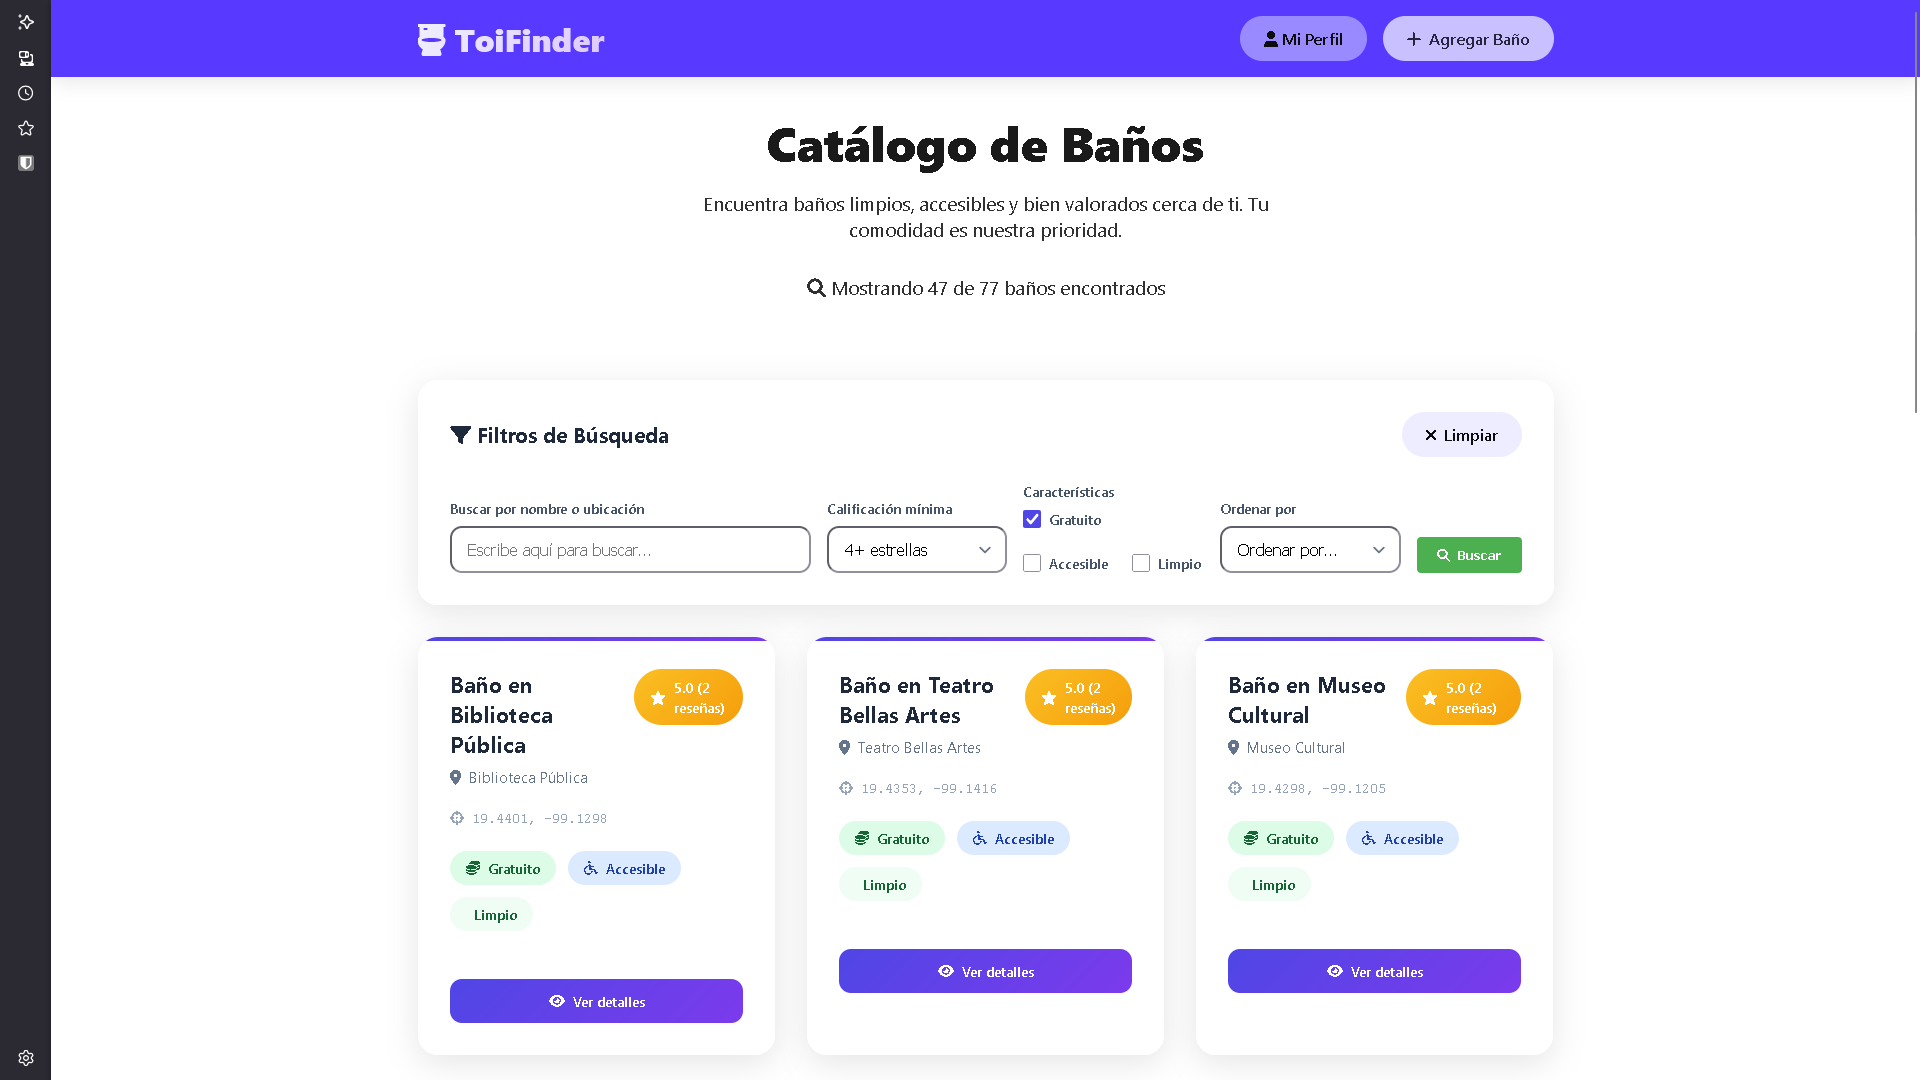 ToiFinder
Mi Perfil
Agregar Baño
Catálogo de Baños
Encuentra baños limpios, accesibles y bien valorados cerca de ti. Tu
comodidad es nuestra prioridad.
Mostrando 47 de 77 baños encontrados
Filtros de Búsqueda
Limpiar
Buscar por nombre o ubicación
Escribe aquí para buscar...
Calificación mínima
4+ estrellas
Características
Gratuito
Accesible
Limpio
Ordenar por
Ordenar por...
Buscar
Baño en
Biblioteca
Pública
5.0 (2
reseñas)
Biblioteca Pública
19.4401, -99.1298
Gratuito
Accesible
Limpio
Ver detalles
Baño en Teatro
Bellas Artes
5.0 (2
reseñas)
Teatro Bellas Artes
19.4353, -99.1416
Gratuito
Accesible
Limpio
Ver detalles
Baño en Museo
Cultural
5.0 (2
reseñas)
Museo Cultural
19.4298, -99.1205
Gratuito
Accesible
Limpio
Ver detalles